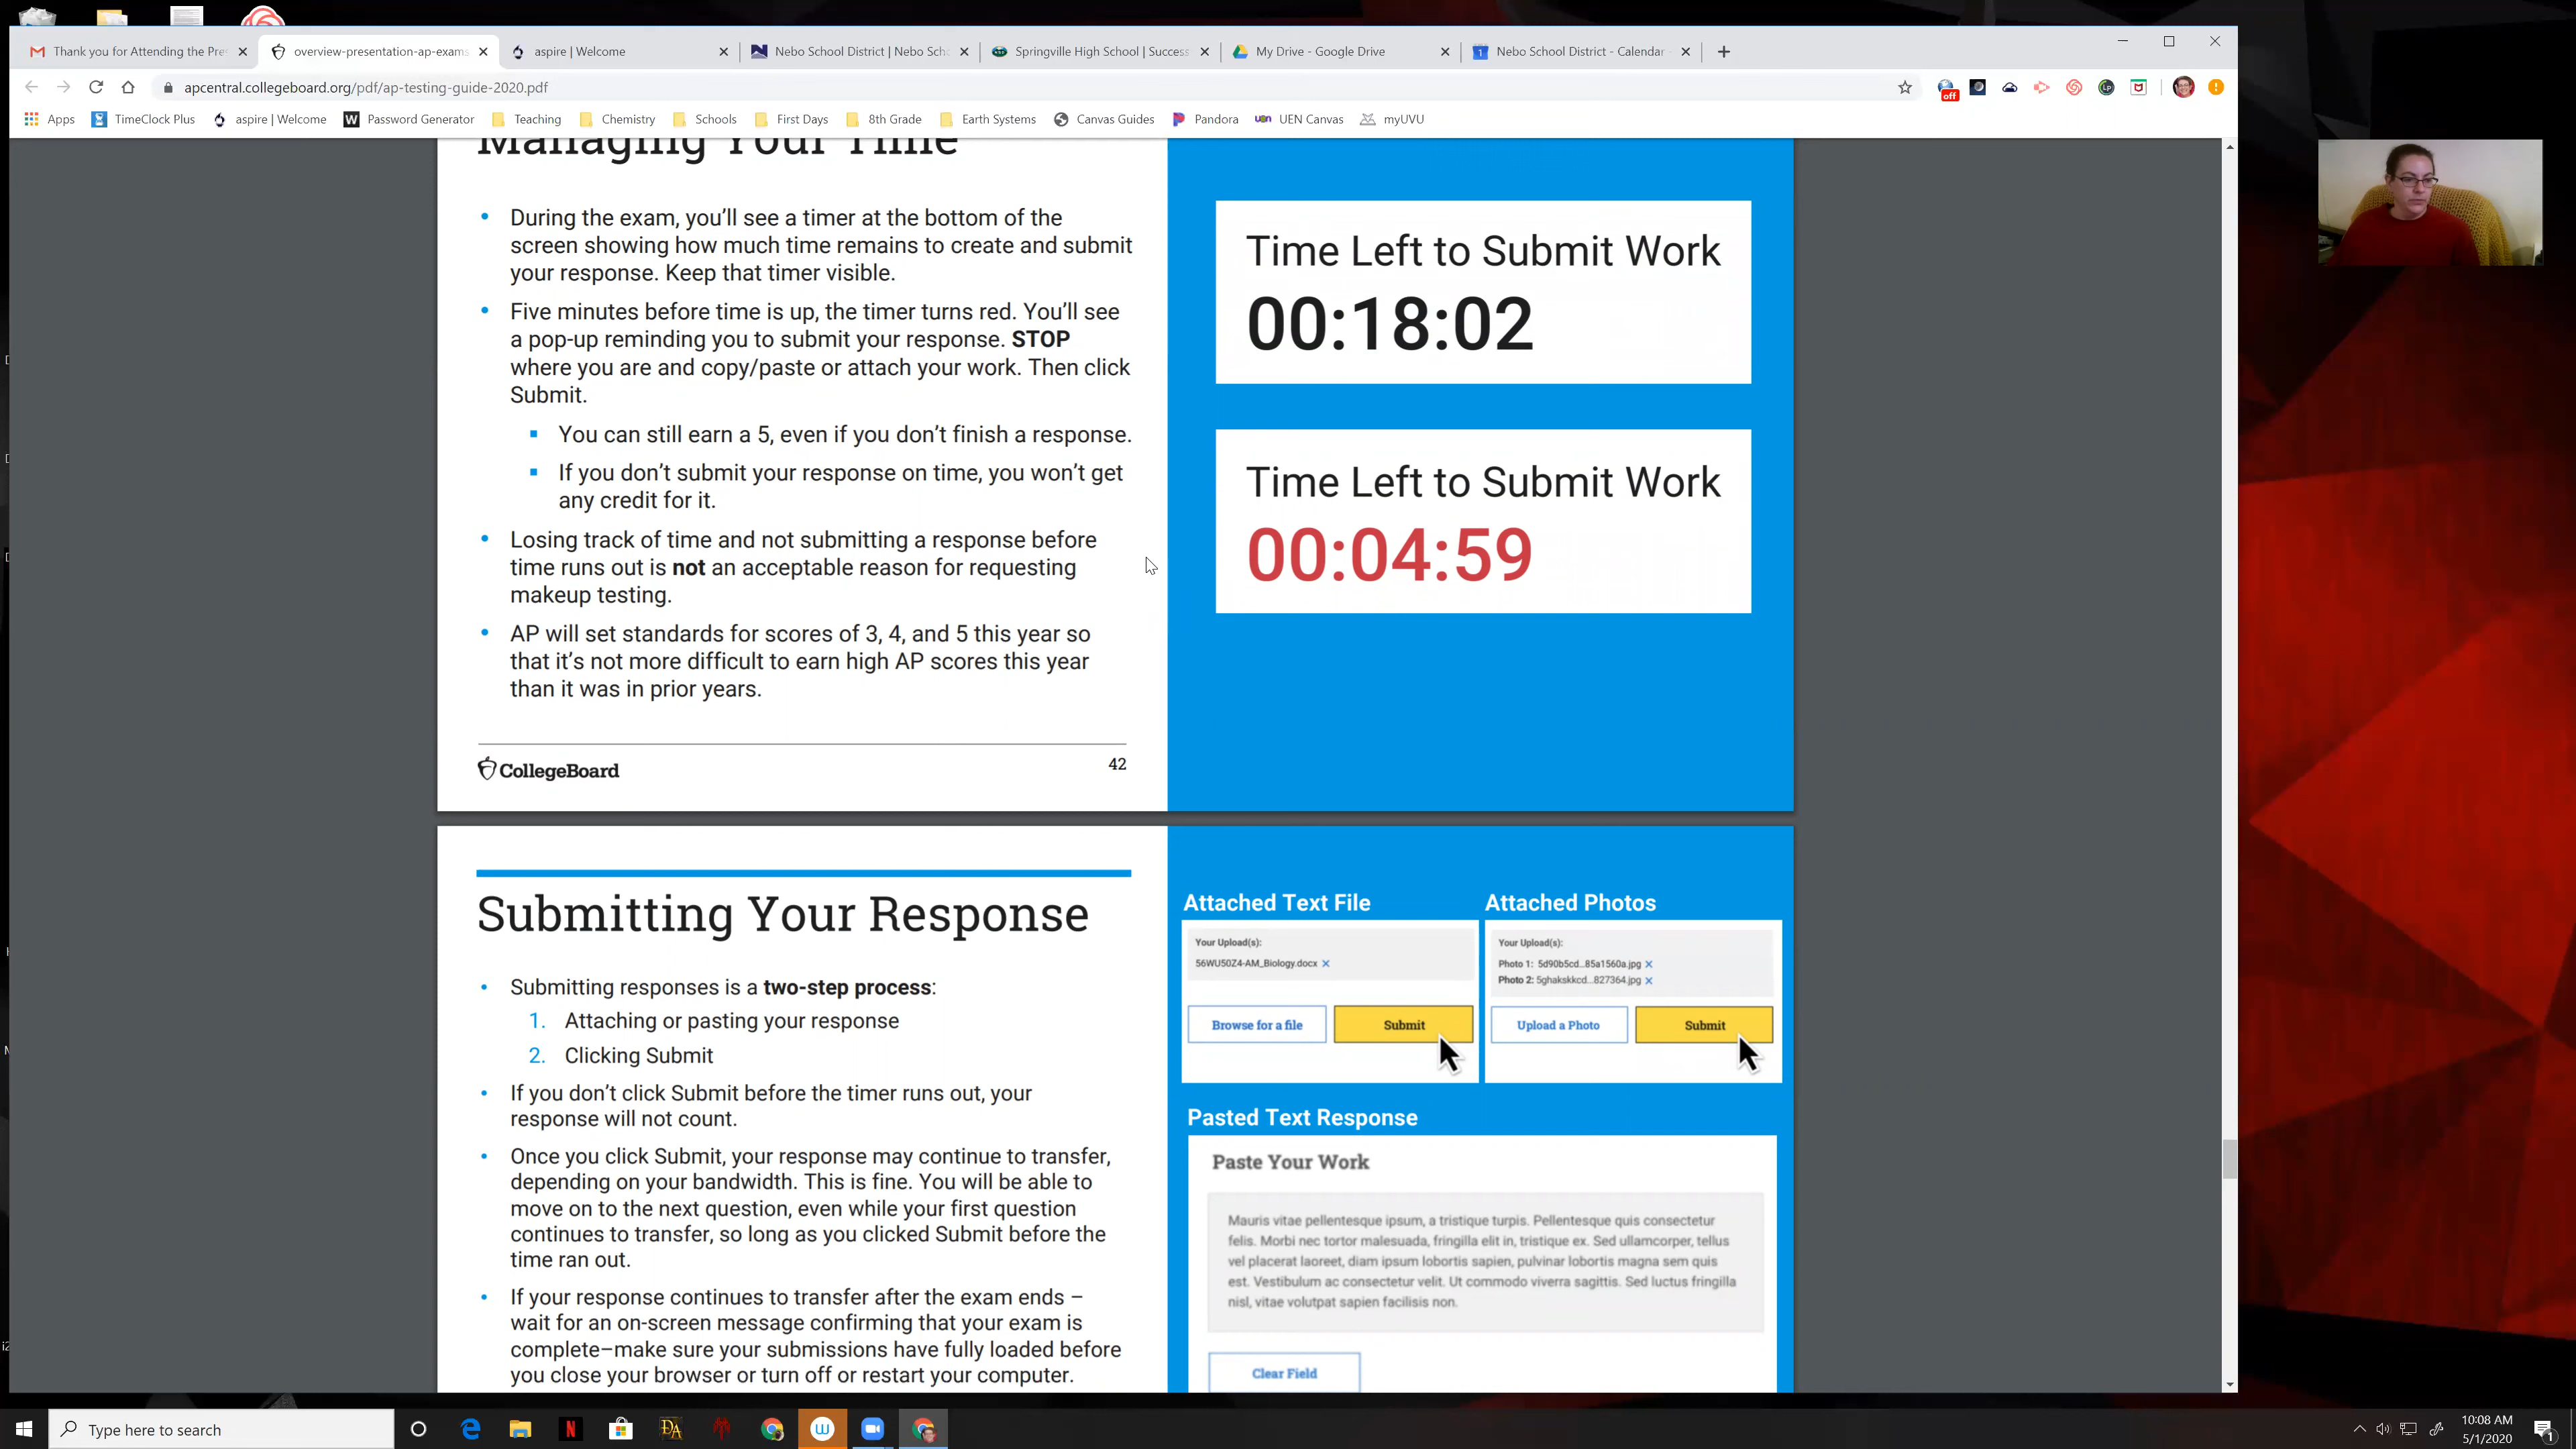 Thank you for Attending the Pre
overview-presentation-ap-exams
aspire | Welcome
Nebo School District | Nebo Scho
Springville High School | Success
My Drive - Google Drive
Nebo School District - Calendar -
apcentral.collegeboard.org/pdf/ap-testing-guide-2020.pdf
off
Apps
TimeClock Plus
aspire | Welcome
Password Generator
Teaching
Chemistry
Schools
First Days
8th Grade
Earth Systems
Canvas Guides
Pandora
UEN Canvas
myUVU
Managing Your Time
• During the exam, you’ll see a timer at the bottom of the
screen showing how much time remains to create and submit
your response. Keep that timer visible.
• Five minutes before time is up, the timer turns red. You’ll see
a pop-up reminding you to submit your response. STOP
where you are and copy/paste or attach your work. Then click
Submit.
▪ You can still earn a 5, even if you don’t finish a response.
▪ If you don’t submit your response on time, you won’t get
any credit for it.
• Losing track of time and not submitting a response before
time runs out is not an acceptable reason for requesting
makeup testing.
• AP will set standards for scores of 3, 4, and 5 this year so
that it’s not more difficult to earn high AP scores this year
than it was in prior years.
CollegeBoard
42
Time Left to Submit Work
00:18:02
Time Left to Submit Work
00:04:59
Submitting Your Response
• Submitting responses is a two-step process:
1. Attaching or pasting your response
2. Clicking Submit
• If you don’t click Submit before the timer runs out, your
response will not count.
• Once you click Submit, your response may continue to transfer,
depending on your bandwidth. This is fine. You will be able to
move on to the next question, even while your first question
continues to transfer, so long as you clicked Submit before the
time ran out.
• If your response continues to transfer after the exam ends –
wait for an on-screen message confirming that your exam is
complete–make sure your submissions have fully loaded before
you close your browser or turn off or restart your computer.
Attached Text File
Your Upload(s):
56WU50Z4-AM_Biology.docx ×
Browse for a file
Submit
Attached Photos
Your Upload(s):
Photo 1: 5d90b5cd...85a1560a.jpg ×
Photo 2: 5ghakskkcd...827364.jpg ×
Upload a Photo
Submit
Pasted Text Response
Paste Your Work
Mauris vitae pellentesque ipsum, a tristique turpis. Pellentesque quis consectetur
felis. Morbi nec tortor malesuada, fringilla elit in, tristique ex. Sed ullamcorper, tellus
vel placerat laoreet, diam ipsum lobortis sapien, pulvinar lobortis magna sem quis
est. Vestibulum ac consectetur velit. Ut commodo viverra sagittis. Sed luctus fringilla
nisl, vitae volutpat sapien facilisis non.
Clear Field
Type here to search
10:08 AM
5/1/2020